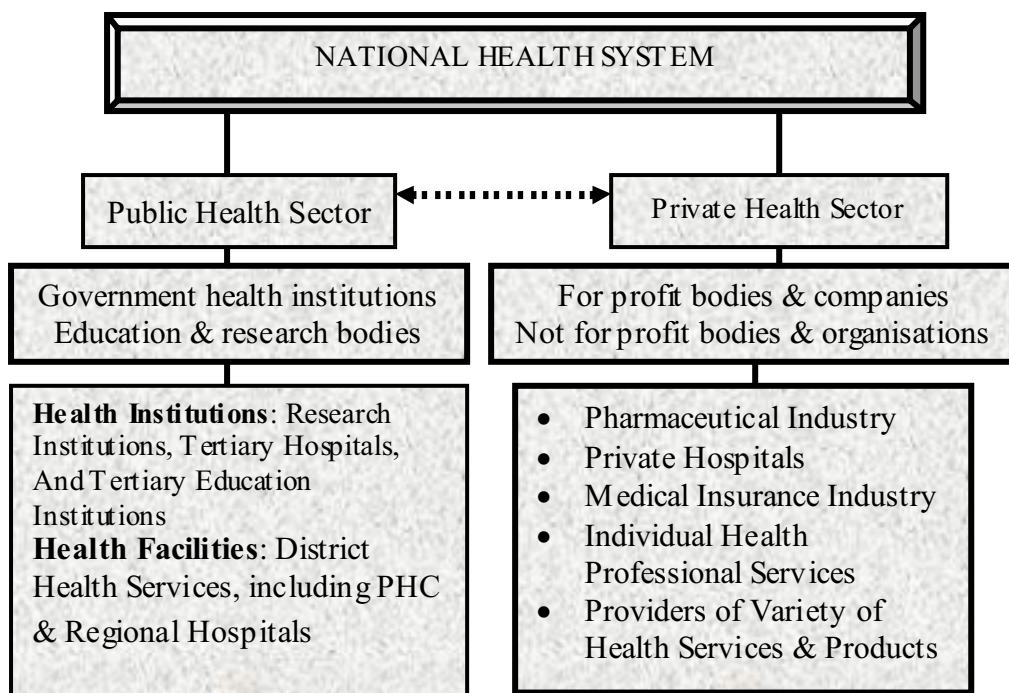 NATIONAL HEALTH SYSTEM
Public Health Sector
Private Health Sector
Government health institutions
Education & research bodies
For profit bodies & companies
Not for profit bodies & organisations
Health Institutions: Research
Institutions, Tertiary Hospitals,
And Tertiary Education
Institutions
Health Facilities: District
Health Services, including PHC
& Regional Hospitals
• Pharmaceutical Industry
• Private Hospitals
• Medical Insurance Industry
• Individual Health
Professional Services
• Providers of Variety of
Health Services & Products